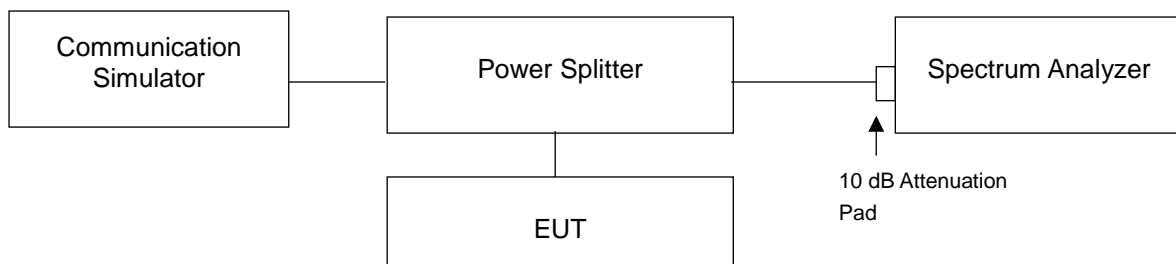 Communication
Simulator
Power Splitter
Spectrum Analyzer
10 dB Attenuation
Pad
EUT